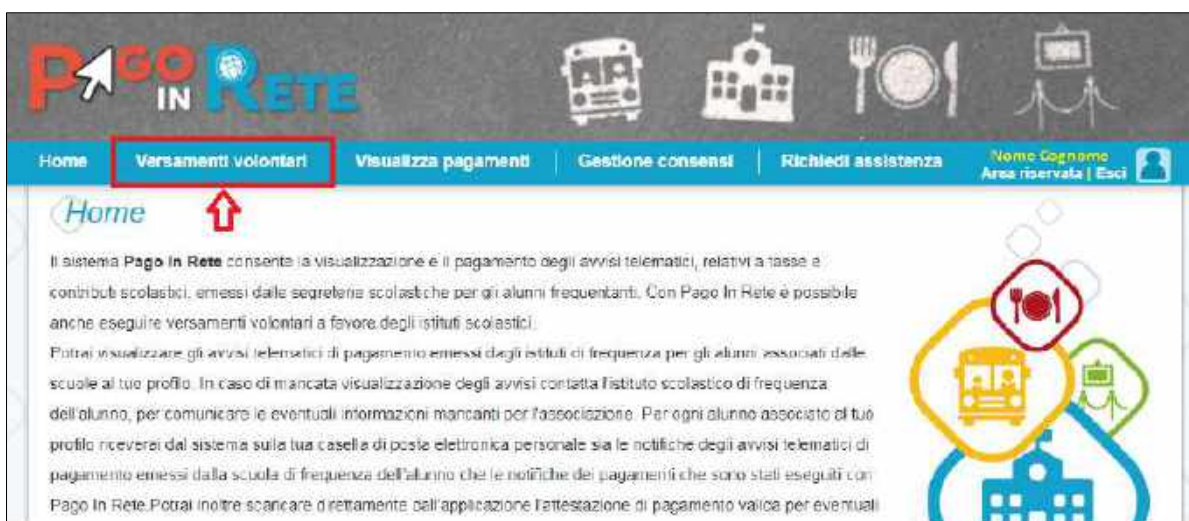 PAGO
IN RETE
Home Versamenti volontari Visualizza pagamenti Gestione consensi Richiedi assistenza Nome Cognome
Area riservata | Esci
Home
Il sistema Pago In Rete consente la visualizzazione e il pagamento degli avvisi telematici, relativi a tasse e
contributi scolastici, emessi dalle segreterie scolastiche per gli alunni frequentanti. Con Pago In Rete è possibile
anche eseguire versamenti volontari a favore degli istituti scolastici.
Potrai visualizzare gli avvisi telematici di pagamento emessi dagli istituti di frequenza per gli alunni associati dalle
scuole al tuo profilo. In caso di mancata visualizzazione degli avvisi contatta l'istituto scolastico di frequenza
dell'alunno, per comunicare le eventuali informazioni mancanti per l'associazione. Per ogni alunno associato al tuo
profilo riceverai dal sistema sulla tua casella di posta elettronica personale sia le notifiche degli avvisi telematici di
pagamento emessi dalla scuola di frequenza dell'alunno che le notifiche dei pagamenti che sono stati eseguiti con
Pago In Rete.Potrai inoltre scaricare direttamente dall'applicazione l'attestazione di pagamento valida per eventuali